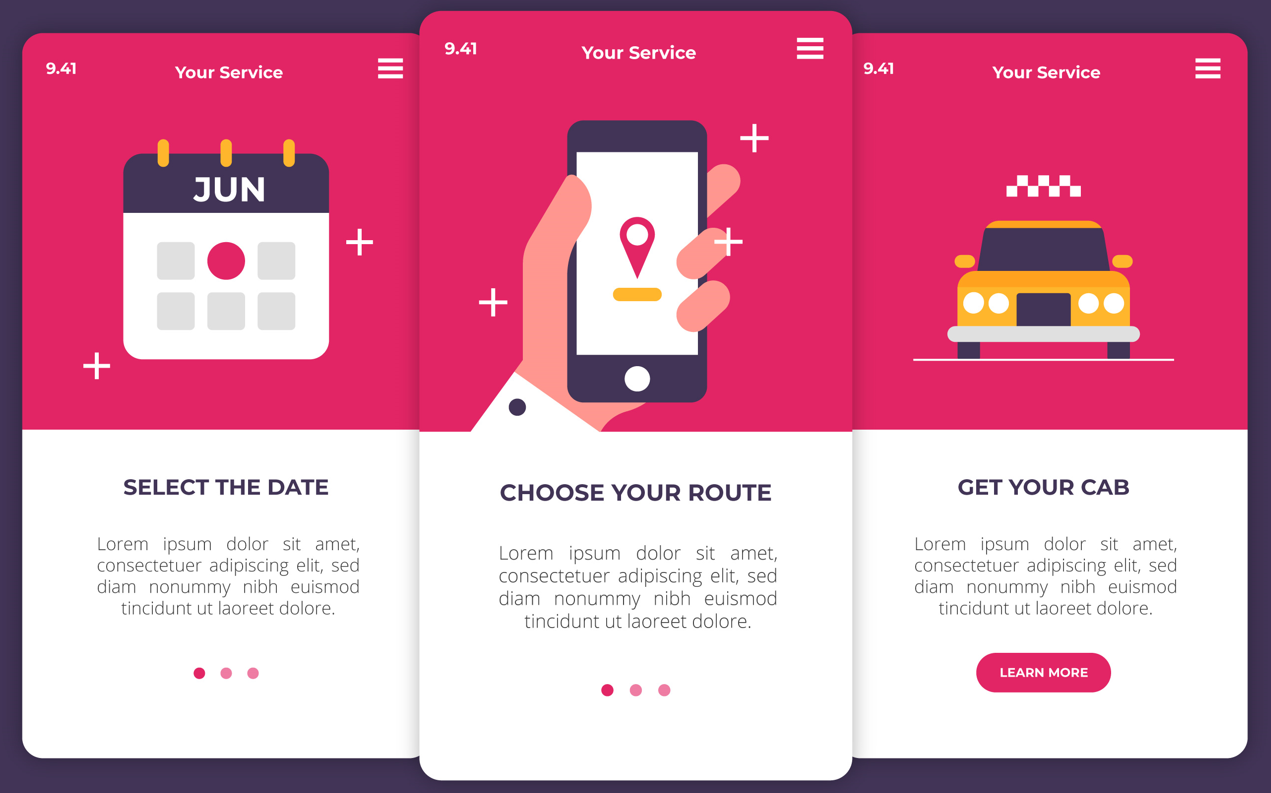 9.41
Your Service
JUN
SELECT THE DATE
Lorem ipsum dolor sit amet,
consectetuer adipiscing elit, sed
diam nonummy nibh euismod
tincidunt ut laoreet dolore.
9.41
Your Service
CHOOSE YOUR ROUTE
Lorem ipsum dolor sit amet,
consectetuer adipiscing elit, sed
diam nonummy nibh euismod
tincidunt ut laoreet dolore.
9.41
Your Service
GET YOUR CAB
Lorem ipsum dolor sit amet,
consectetuer adipiscing elit, sed
diam nonummy nibh euismod
tincidunt ut laoreet dolore.
LEARN MORE